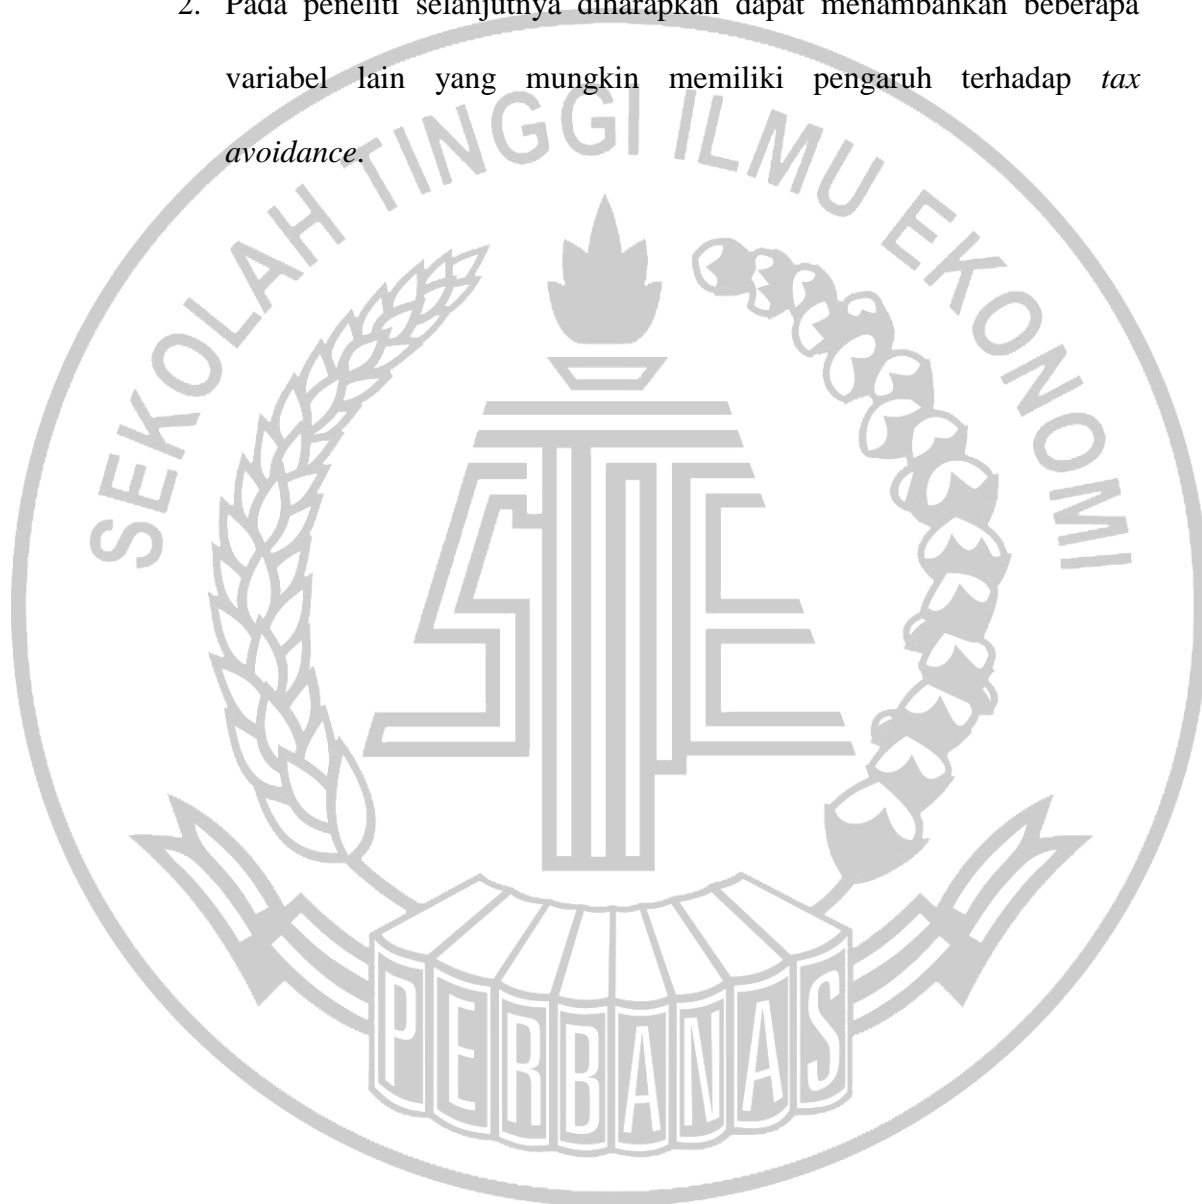 2. Pada peneliti selanjutnya diharapkan dapat menambahkan beberapa
variabel lain yang mungkin memiliki pengaruh terhadap tax
avoidance.
SEKOLAH TINGGI ILMU EKONOMI
STIE
PERBANAS